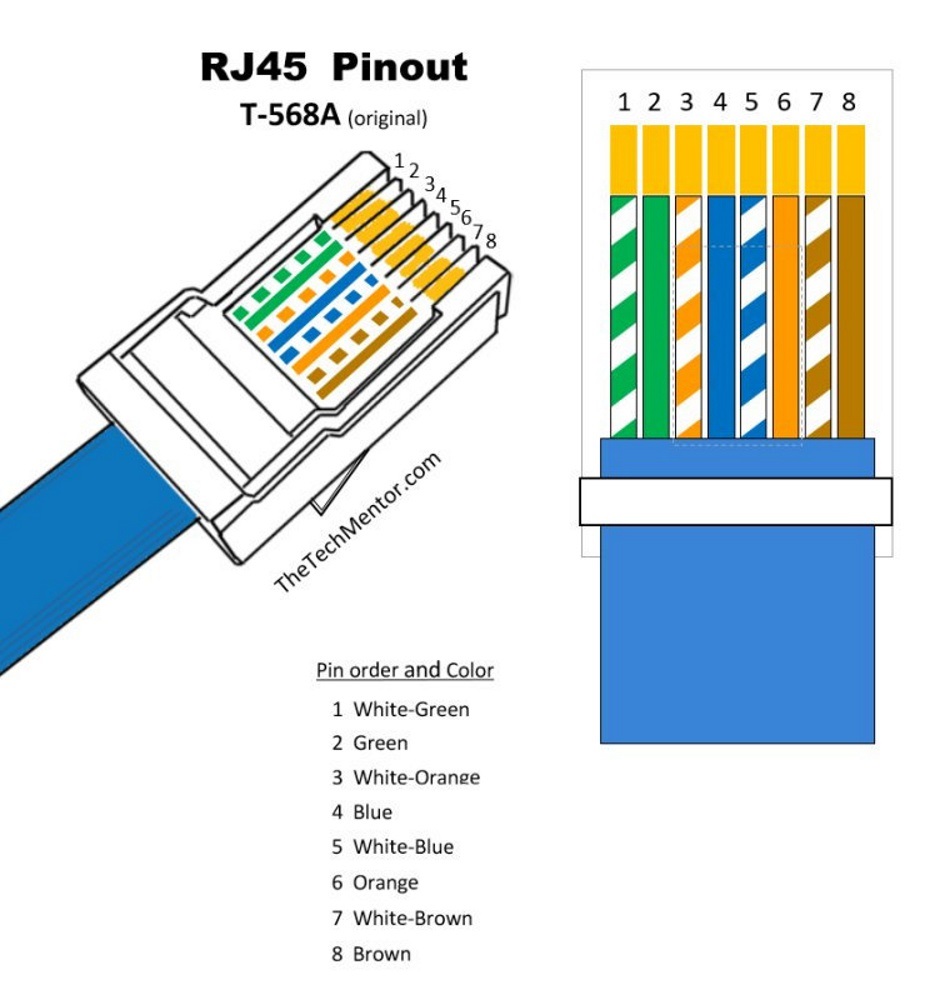 RJ45 Pinout
T-568A (original)
1
2
3
4
5
6
7
8
1 2 3 4 5 6 7 8
TheTechMentor.com
Pin order and Color
1 White-Green
2 Green
3 White-Orange
4 Blue
5 White-Blue
6 Orange
7 White-Brown
8 Brown